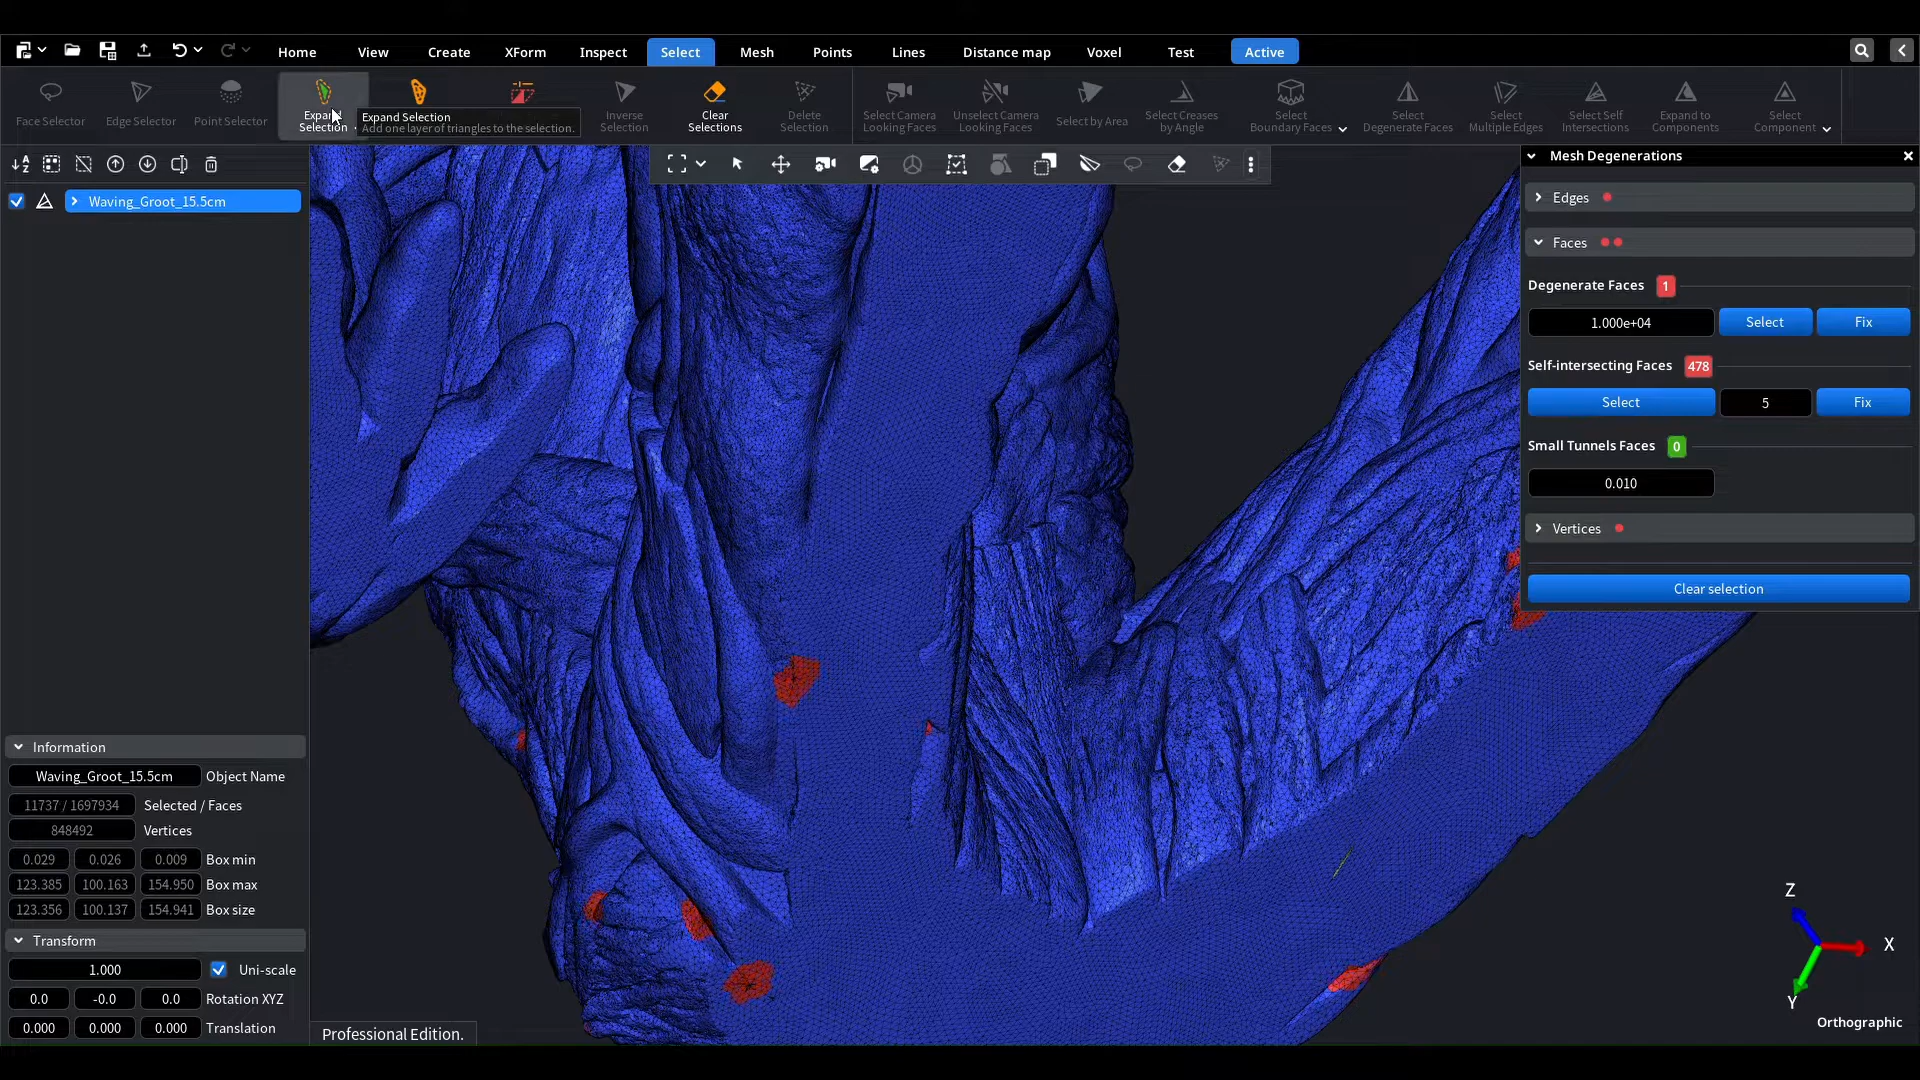 Home View Create XForm Inspect Select Mesh Points Lines Distance map Voxel Test Active
Face Selector
Edge Selector
Point Selector
Expand
Selection
Expand Selection
Add one layer of triangles to the selection.
Inverse
Selection
Clear
Selections
Delete
Selection
Select Camera
Looking Faces
Unselect Camera
Looking Faces
Select by Area
Select Creases
by Angle
Select
Boundary Faces
Select
Degenerate Faces
Select
Multiple Edges
Select Self
Intersections
Expand to
Components
Select
Component
Waving_Groot_15.5cm
Mesh Degenerations
Edges
Faces
Degenerate Faces 1
1.000e+04 Select Fix
Self-intersecting Faces 478
Select 5 Fix
Small Tunnels Faces 0
0.010
Vertices
Clear selection
Information
Waving_Groot_15.5cm Object Name
11737 / 1697934 Selected / Faces
848492 Vertices
0.029 0.026 0.009 Box min
123.385 100.163 154.950 Box max
123.356 100.137 154.941 Box size
Transform
1.000 Uni-scale
0.0 -0.0 0.0 Rotation XYZ
0.000 0.000 0.000 Translation
Professional Edition.
Z
X
Y
Orthographic